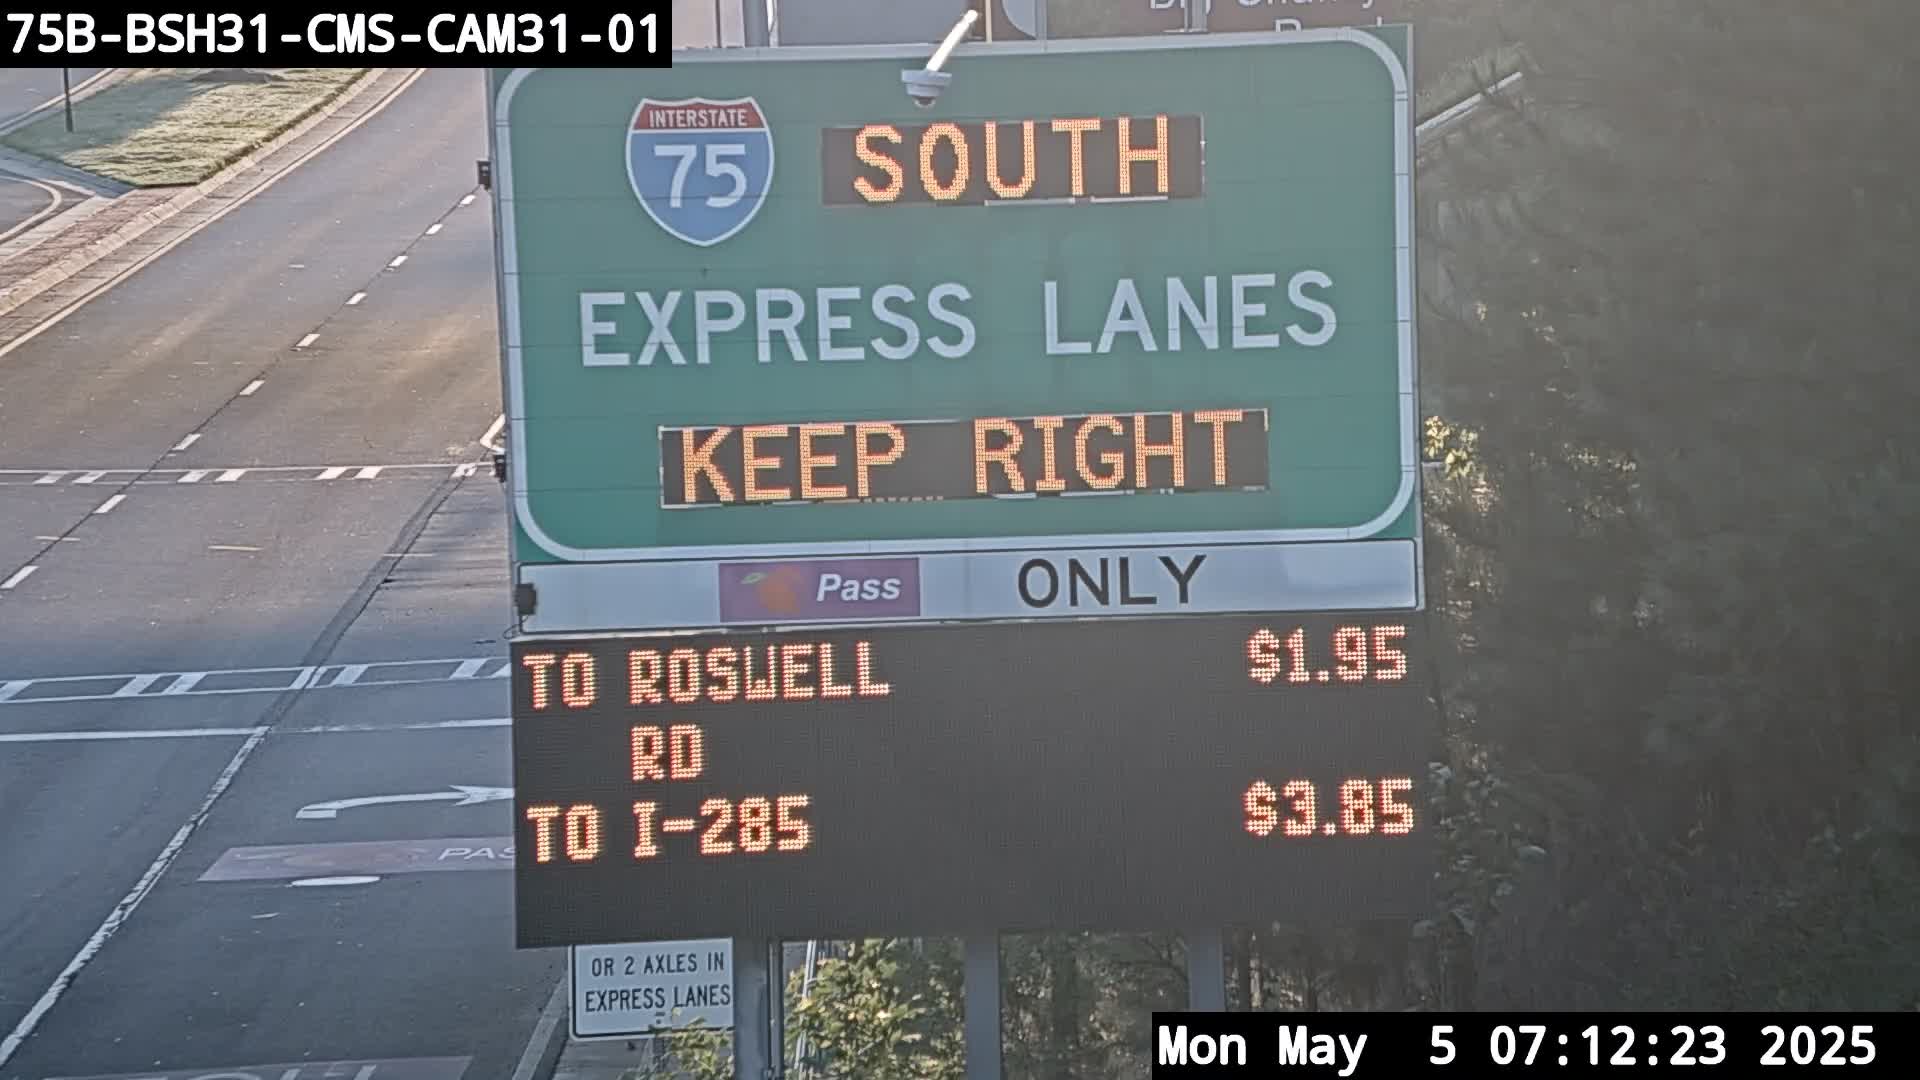 75B-BSH31-CMS-CAM31-01
INTERSTATE
75
SOUTH
EXPRESS LANES
KEEP RIGHT
Pass ONLY
TO ROSWELL $1.95
RD
TO I-285 $3.85
OR 2 AXLES IN
EXPRESS LANES
Mon May 5 07:12:23 2025